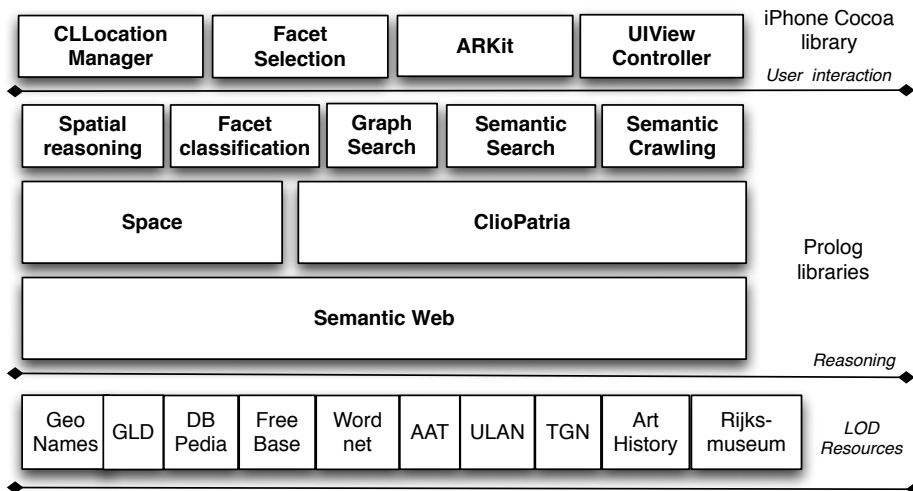 CLLocation
Manager
Facet
Selection
ARKit
UIView
Controller
iPhone Cocoa
library
User interaction
Spatial
reasoning
Facet
classification
Graph
Search
Semantic
Search
Semantic
Crawling
Space
ClioPatria
Prolog
libraries
Semantic Web
Reasoning
Geo
Names
GLD
DB
Pedia
Free
Base
Word
net
AAT
ULAN
TGN
Art
History
Rijks-
museum
LOD
Resources